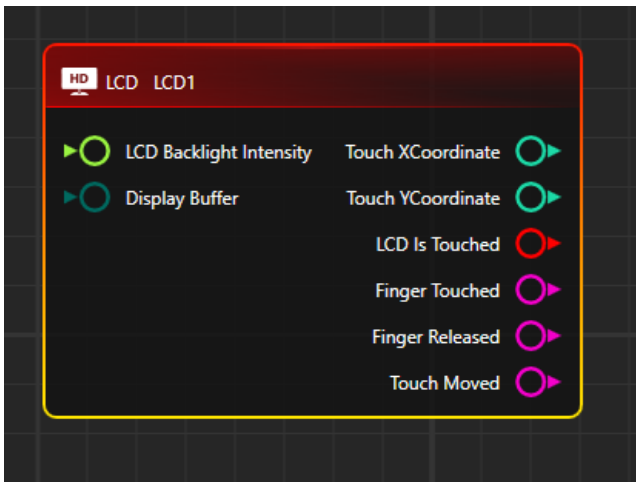 HD LCD LCD1
LCD Backlight Intensity Touch XCoordinate
Display Buffer Touch YCoordinate
LCD Is Touched
Finger Touched
Finger Released
Touch Moved